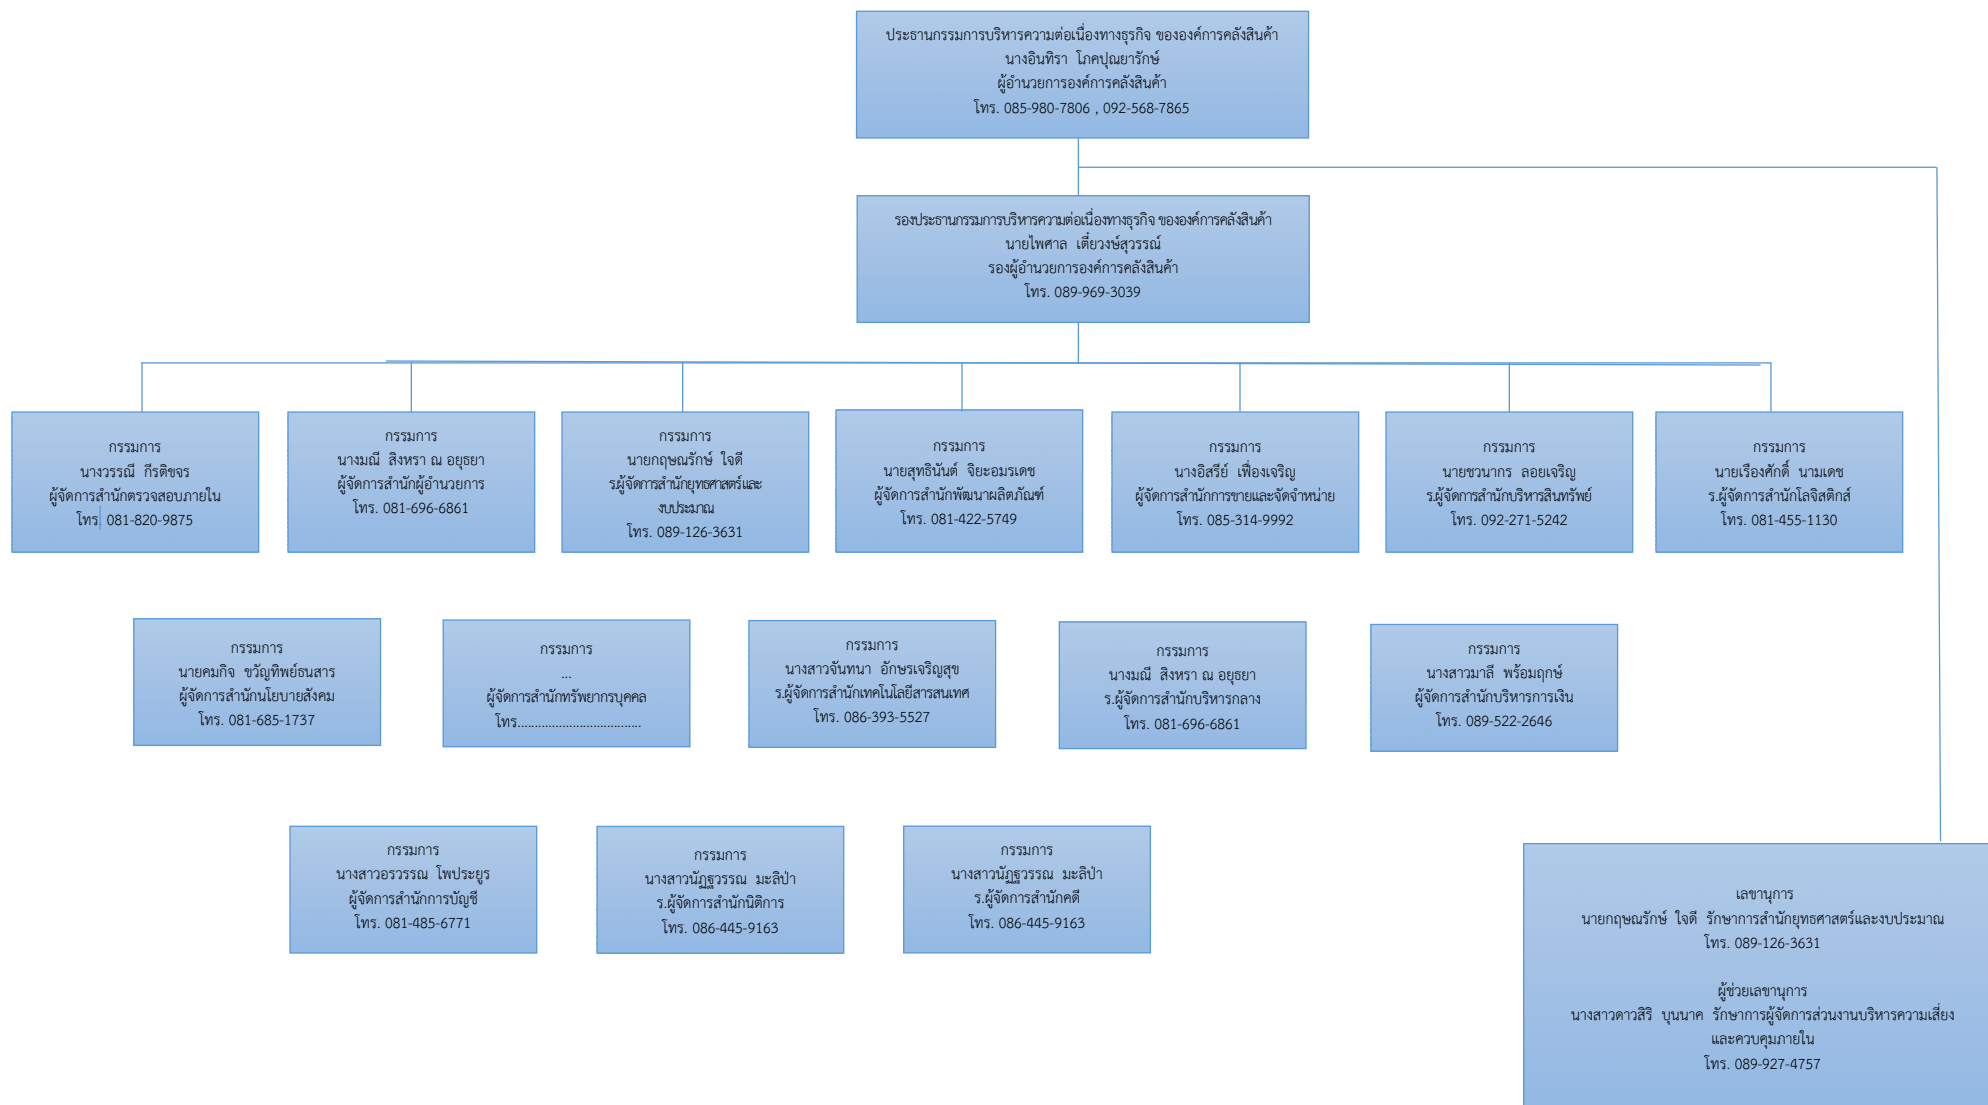 ประธานกรรมการบริหารความต่อเนื่องทางธุรกิจ ขององค์การคลังสินค้า
นางอินทิรา โภคปุณยารักษ์
ผู้อำนวยการองค์การคลังสินค้า
โทร. 085-980-7806 , 092-568-7865
รองประธานกรรมการบริหารความต่อเนื่องทางธุรกิจ ขององค์การคลังสินค้า
นายไพศาล เตี๋ยวงษ์สุวรรณ์
รองผู้อำนวยการองค์การคลังสินค้า
โทร. 089-969-3039
กรรมการ
นางวรรณี กีรติขจร
ผู้จัดการสำนักตรวจสอบภายใน
โทร. 081-820-9875
กรรมการ
นางมณี สิงหรา ณ อยุธยา
ผู้จัดการสำนักผู้อำนวยการ
โทร. 081-696-6861
กรรมการ
นายกฤษณรักษ์ ใจดี
ร.ผู้จัดการสำนักยุทธศาสตร์และ
งบประมาณ
โทร. 089-126-3631
กรรมการ
นายสุทธินันต์ จิยะอมรเดช
ผู้จัดการสำนักพัฒนาผลิตภัณฑ์
โทร. 081-422-5749
กรรมการ
นางอิสรีย์ เฟื่องเจริญ
ผู้จัดการสำนักการขายและจัดจำหน่าย
โทร. 085-314-9992
กรรมการ
นายชวนากร ลอยเจริญ
ร.ผู้จัดการสำนักบริหารสินทรัพย์
โทร. 092-271-5242
กรรมการ
นายเรืองศักดิ์ นามเดช
ร.ผู้จัดการสำนักโลจิสติกส์
โทร. 081-455-1130
กรรมการ
นายคมกิจ ขวัญทิพย์ธนสาร
ผู้จัดการสำนักนโยบายสังคม
โทร. 081-685-1737
กรรมการ
...
ผู้จัดการสำนักทรัพยากรบุคคล
โทร....................................
กรรมการ
นางสาวจันทนา อักษรเจริญสุข
ร.ผู้จัดการสำนักเทคโนโลยีสารสนเทศ
โทร. 086-393-5527
กรรมการ
นางมณี สิงหรา ณ อยุธยา
ร.ผู้จัดการสำนักบริหารกลาง
โทร. 081-696-6861
กรรมการ
นางสาวมาลี พร้อมฤกษ์
ผู้จัดการสำนักบริหารการเงิน
โทร. 089-522-2646
กรรมการ
นางสาวอรวรรณ โพประยูร
ผู้จัดการสำนักการบัญชี
โทร. 081-485-6771
กรรมการ
นางสาวนัฏฐวรรณ มะลิป่า
ร.ผู้จัดการสำนักนิติการ
โทร. 086-445-9163
กรรมการ
นางสาวนัฏฐวรรณ มะลิป่า
ร.ผู้จัดการสำนักคดี
โทร. 086-445-9163
เลขานุการ
นายกฤษณรักษ์ ใจดี รักษาการสำนักยุทธศาสตร์และงบประมาณ
โทร. 089-126-3631
ผู้ช่วยเลขานุการ
นางสาวดาวสิริ บุนนาค รักษาการผู้จัดการส่วนงานบริหารความเสี่ยง
และควบคุมภายใน
โทร. 089-927-4757